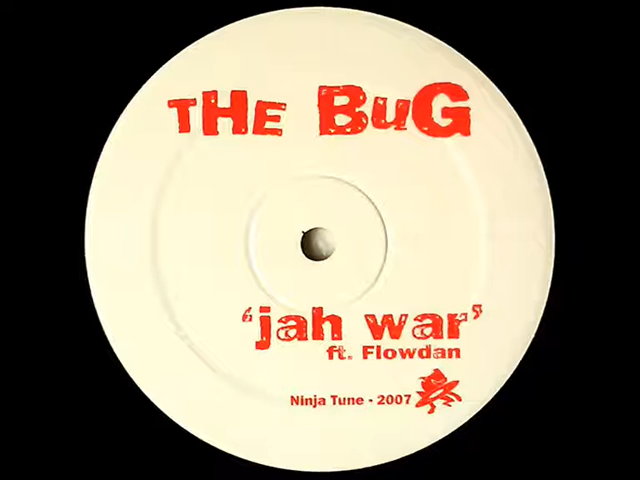 THE BuG
'jah war'
ft. Flowdan
Ninja Tune - 2007